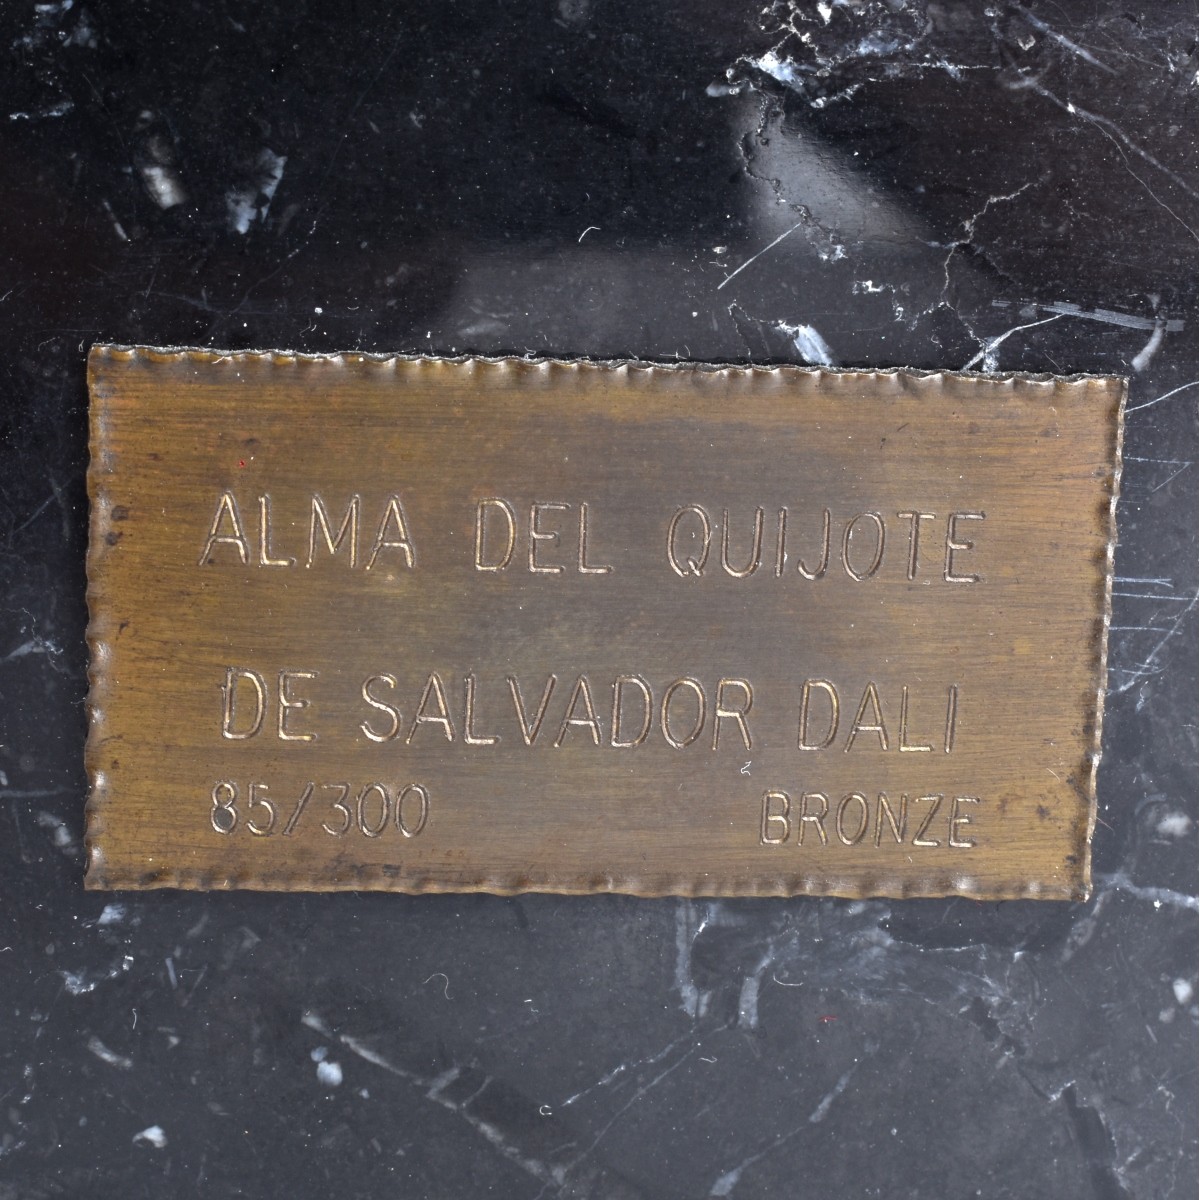 ALMA DEL QUIJOTE
DE SALVADOR DALI
85/300 BRONZE